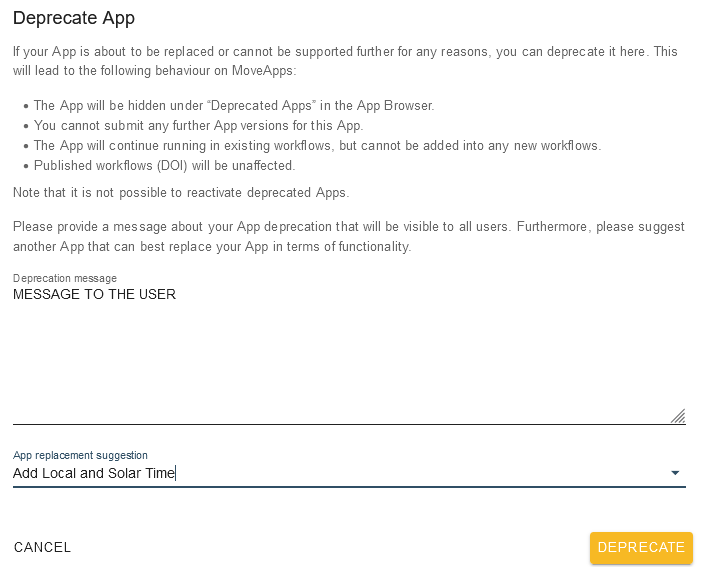 Deprecate App
If your App is about to be replaced or cannot be supported further for any reasons, you can deprecate it here. This
will lead to the following behaviour on MoveApps:
• The App will be hidden under “Deprecated Apps” in the App Browser.
• You cannot submit any further App versions for this App.
• The App will continue running in existing workflows, but cannot be added into any new workflows.
• Published workflows (DOI) will be unaffected.
Note that it is not possible to reactivate deprecated Apps.
Please provide a message about your App deprecation that will be visible to all users. Furthermore, please suggest
another App that can best replace your App in terms of functionality.
Deprecation message
MESSAGE TO THE USER
App replacement suggestion
Add Local and Solar Time
CANCEL
DEPRECATE